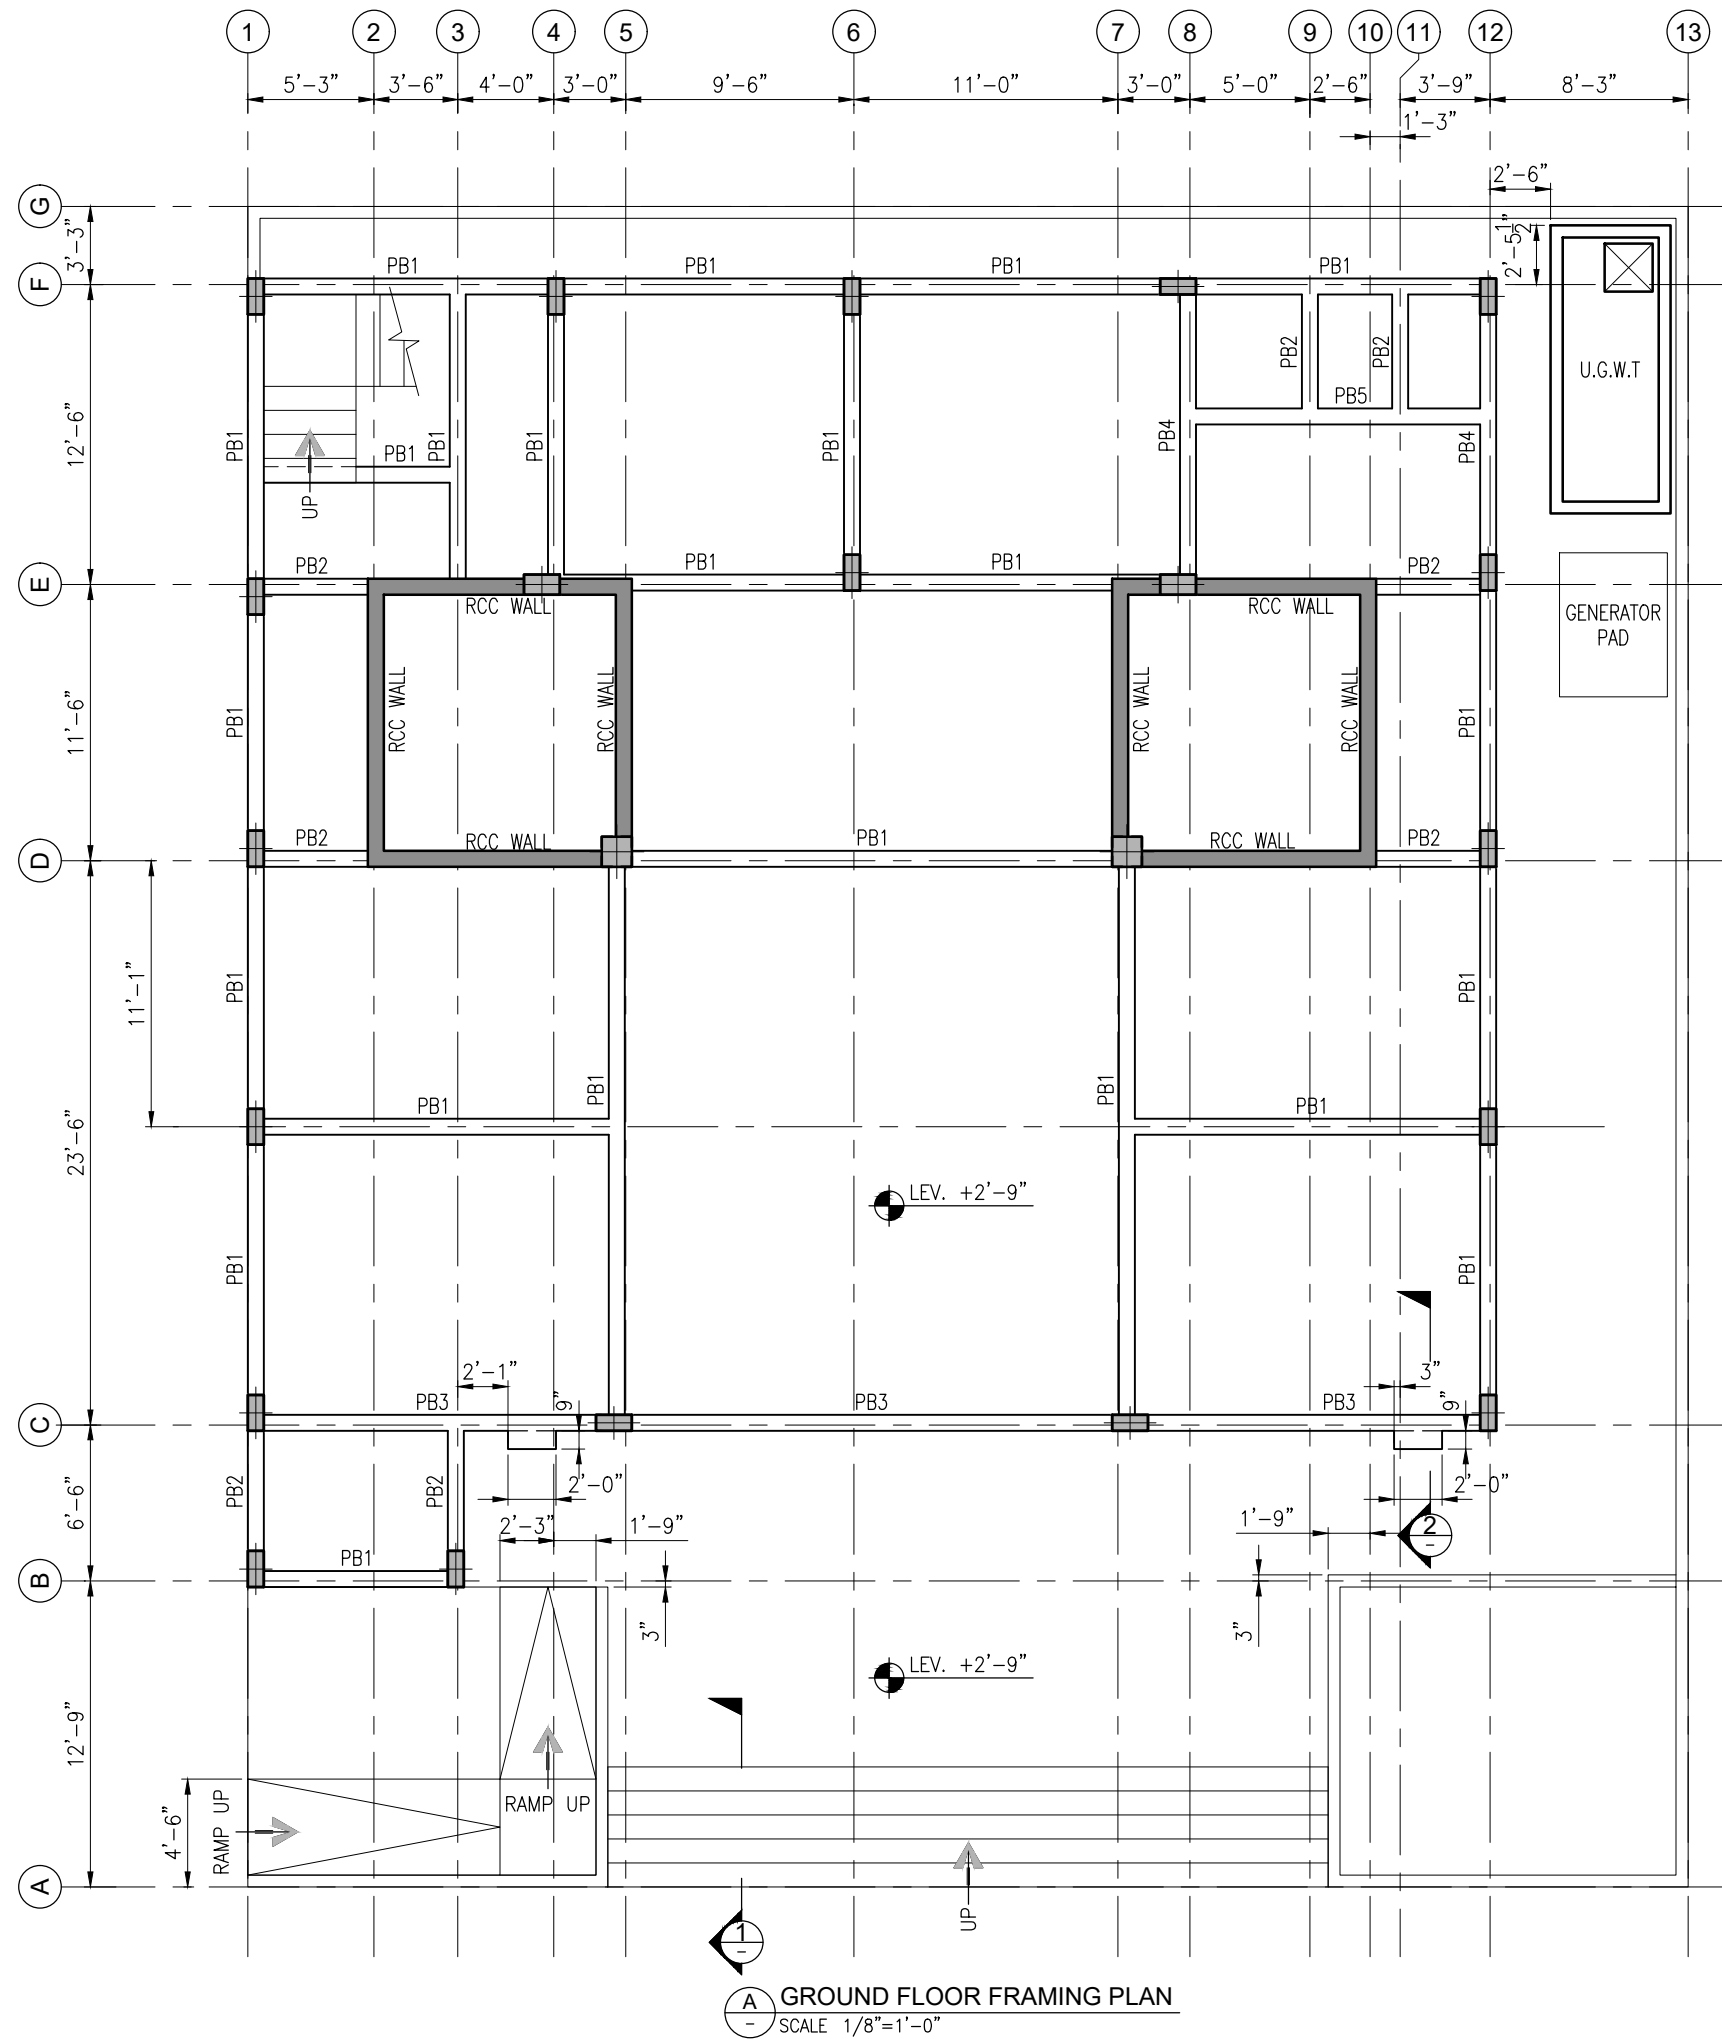 1 2 3 4 5 6 7 8 9 10 11 12 13
5'-3" 3'-6" 4'-0" 3'-0" 9'-6" 11'-0" 3'-0" 5'-0" 2'-6" 3'-9" 8'-3"
1'-3"
2'-6"
G
3'-3"
2'-5 1/2"
F
PB1 PB1 PB1 PB1
12'-6"
PB2 PB2
U.G.W.T
PB5
PB1 PB1 PB1 PB1 PB1 PB4 PB4
UP
E
PB2 PB1 PB1 PB2
RCC WALL RCC WALL
GENERATOR
PAD
11'-6"
PB1 RCC WALL RCC WALL RCC WALL RCC WALL PB1
D
PB2 RCC WALL PB1 RCC WALL PB2
11'-1"
PB1 PB1
23'-6"
PB1 PB1
PB1 PB1
LEV. +2'-9"
PB1 PB1
2'-1" 3"
C
PB3 9" PB3 PB3 9"
6'-6"
PB2 PB2 2'-0" 2'-0"
2'-3" 1'-9" 1'-9" 2
-
PB1
B
3" 3"
LEV. +2'-9"
12'-9"
4'-6"
RAMP UP
RAMP UP
A
UP
1
-
A
-
GROUND FLOOR FRAMING PLAN
SCALE 1/8"=1'-0"